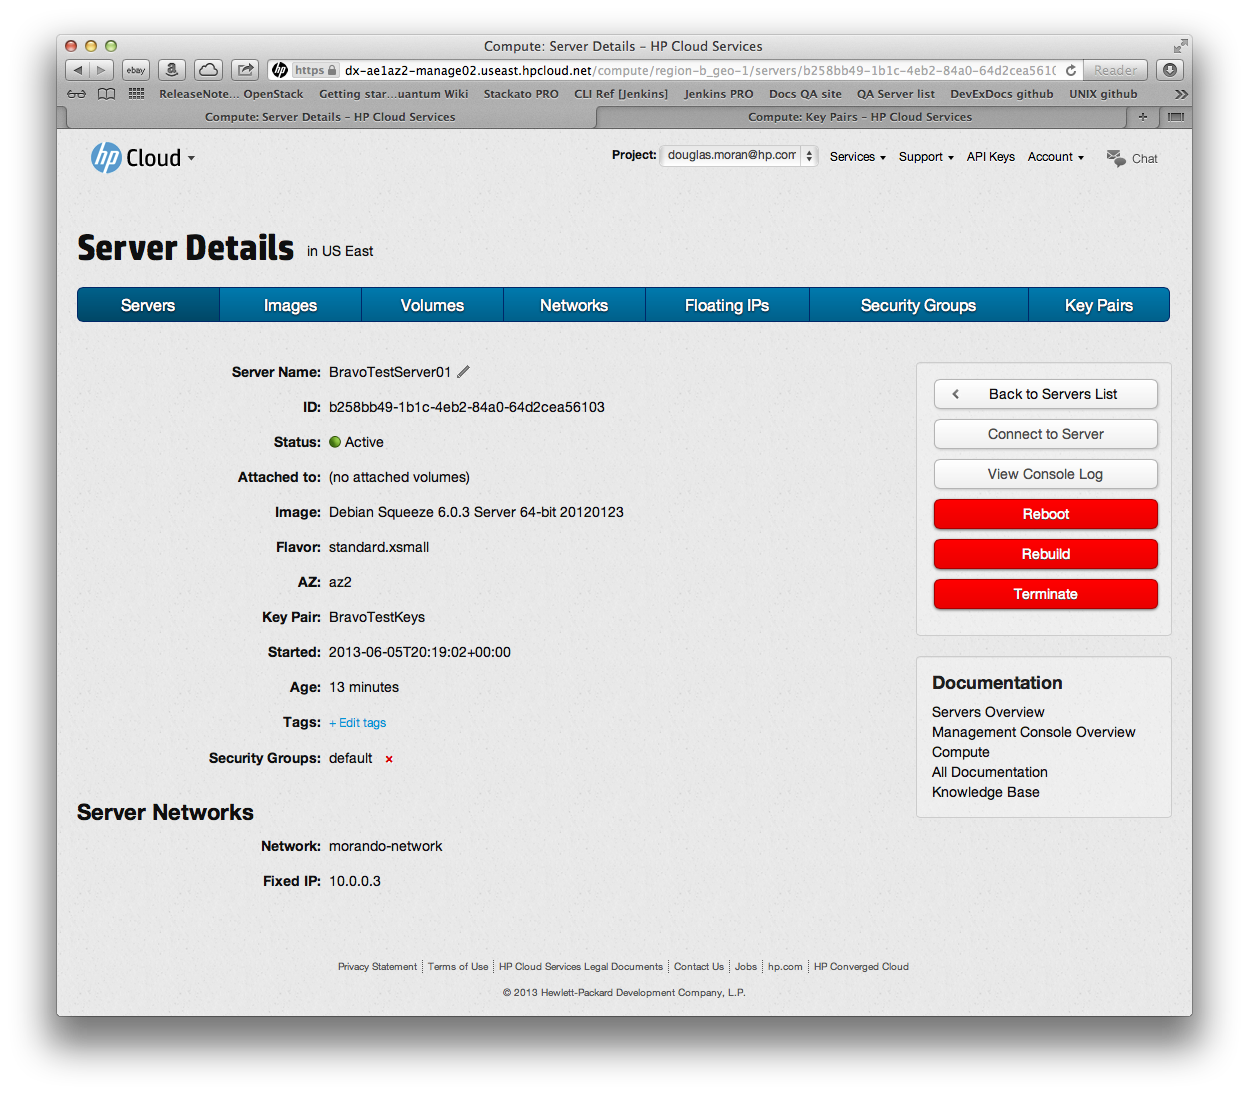 Compute: Server Details – HP Cloud Services
ebay a hp https dx-ae1az2-manage02.useast.hpcloud.net/compute/region-b_geo-1/servers/b258bb49-1b1c-4eb2-84a0-64d2cea5610 Reader
ReleaseNote... OpenStack Getting star...uantum Wiki Stackato PRO CLI Ref [Jenkins] Jenkins PRO Docs QA site QA Server list DevExDocs github UNIX github
Compute: Server Details – HP Cloud Services Compute: Key Pairs – HP Cloud Services
hp Cloud Project: douglas.moran@hp.com Services Support API Keys Account Chat
Server Details in US East
Servers Images Volumes Networks Floating IPs Security Groups Key Pairs
Server Name: BravoTestServer01
ID: b258bb49-1b1c-4eb2-84a0-64d2cea56103
Status: Active
Attached to: (no attached volumes)
Image: Debian Squeeze 6.0.3 Server 64-bit 20120123
Flavor: standard.xsmall
AZ: az2
Key Pair: BravoTestKeys
Started: 2013-06-05T20:19:02+00:00
Age: 13 minutes
Tags: + Edit tags
Security Groups: default
Server Networks
Network: morando-network
Fixed IP: 10.0.0.3
Back to Servers List
Connect to Server
View Console Log
Reboot
Rebuild
Terminate
Documentation
Servers Overview
Management Console Overview
Compute
All Documentation
Knowledge Base
Privacy Statement Terms of Use HP Cloud Services Legal Documents Contact Us Jobs hp.com HP Converged Cloud
© 2013 Hewlett-Packard Development Company, L.P.